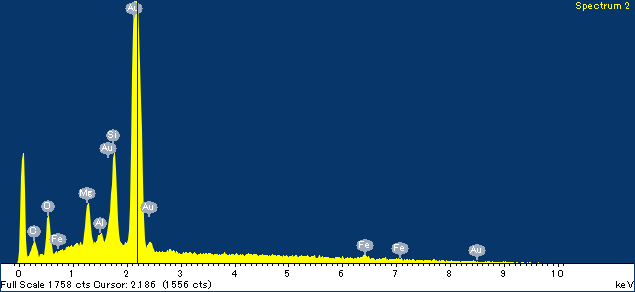 Spectrum 2
Au
Si
Au
Mg
Au
O
Al
O
Fe
Fe
Fe
Au
0 1 2 3 4 5 6 7 8 9 10
Full Scale 1758 cts Cursor: 2.186 (1556 cts) keV